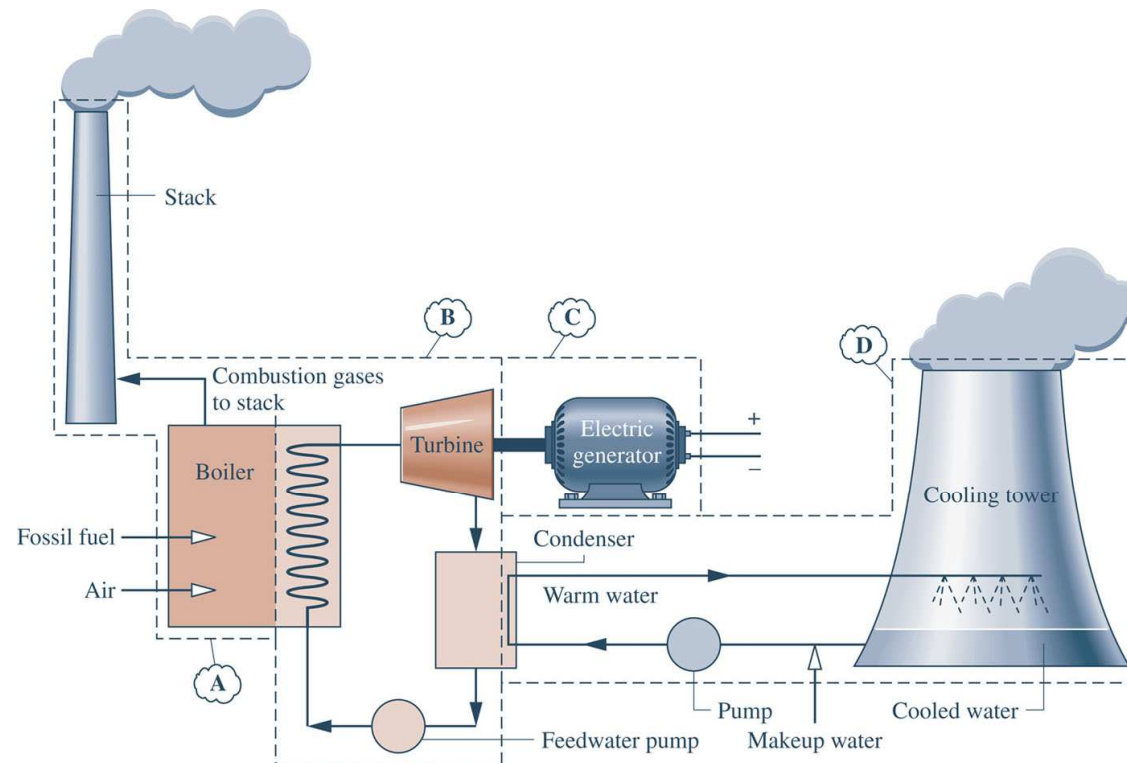 Stack
B
C
D
Combustion gases
to stack
Turbine
Electric
generator
+
−
Boiler
Cooling tower
Fossil fuel
Condenser
Air
Warm water
A
Pump
Cooled water
Feedwater pump
Makeup water